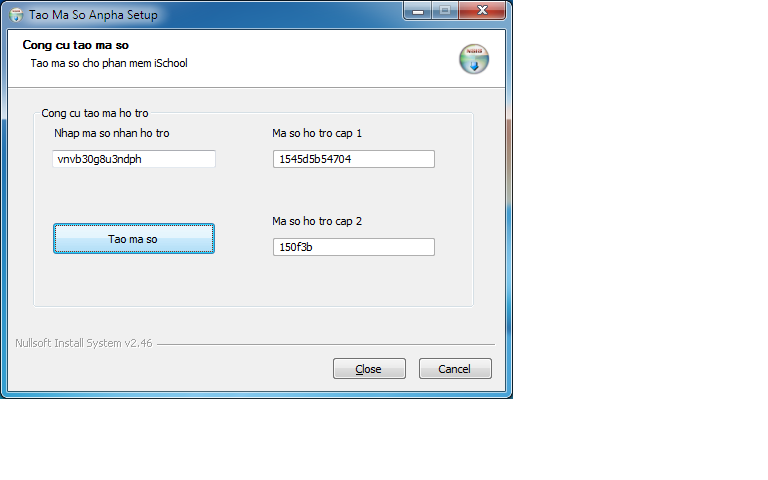 Tao Ma So Anpha Setup
Cong cu tao ma so
Tao ma so cho phan mem iSchool
Cong cu tao ma ho tro
Nhap ma so nhan ho tro
Ma so ho tro cap 1
vnvb30g8u3ndph
1545d5b54704
Ma so ho tro cap 2
Tao ma so
150f3b
Nullsoft Install System v2.46
Close
Cancel